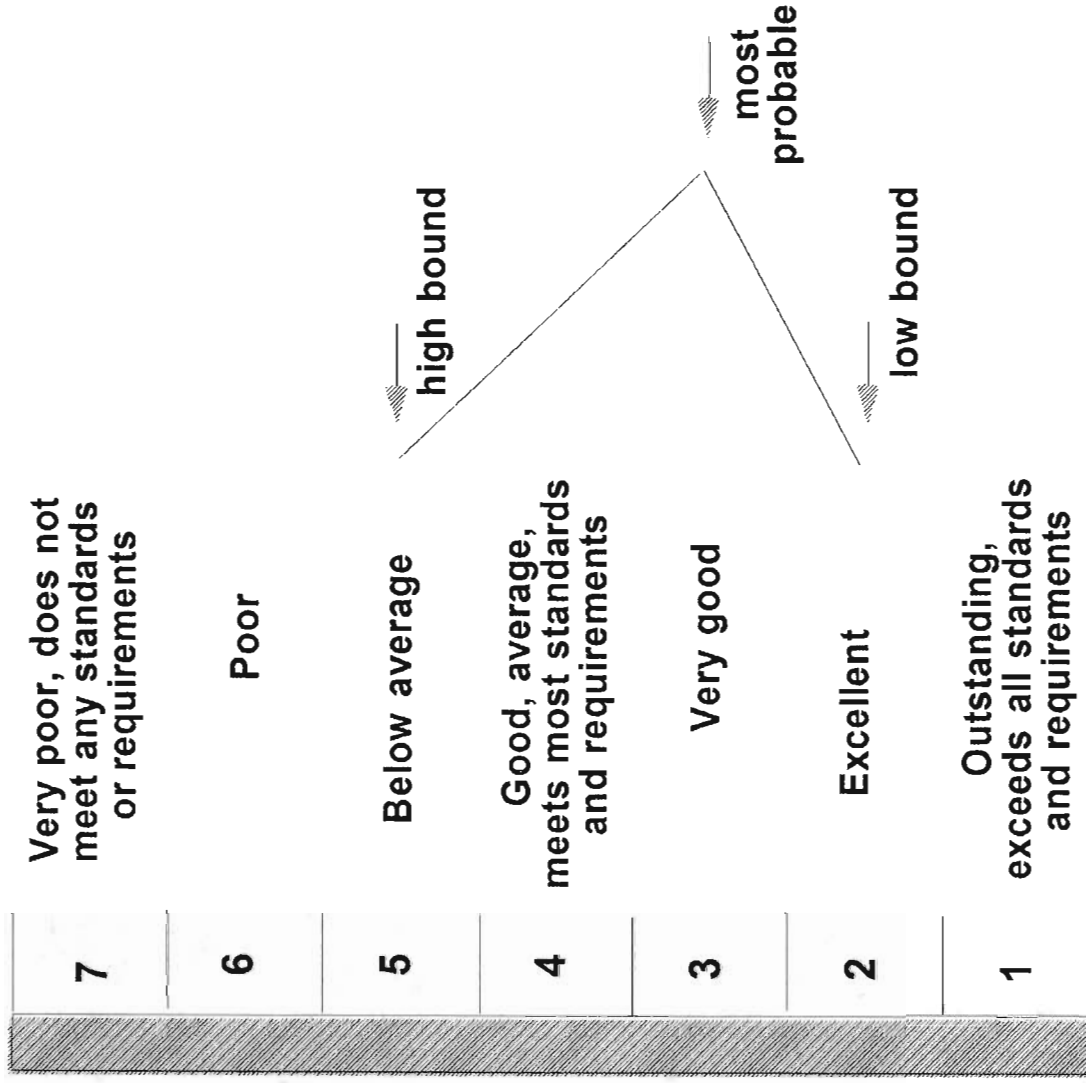 7
Very poor, does not
meet any standards
or requirements
6
Poor
5
Below average
high bound
4
Good, average,
meets most standards
and requirements
3
Very good
most
probable
2
Excellent
low bound
1
Outstanding,
exceeds all standards
and requirements